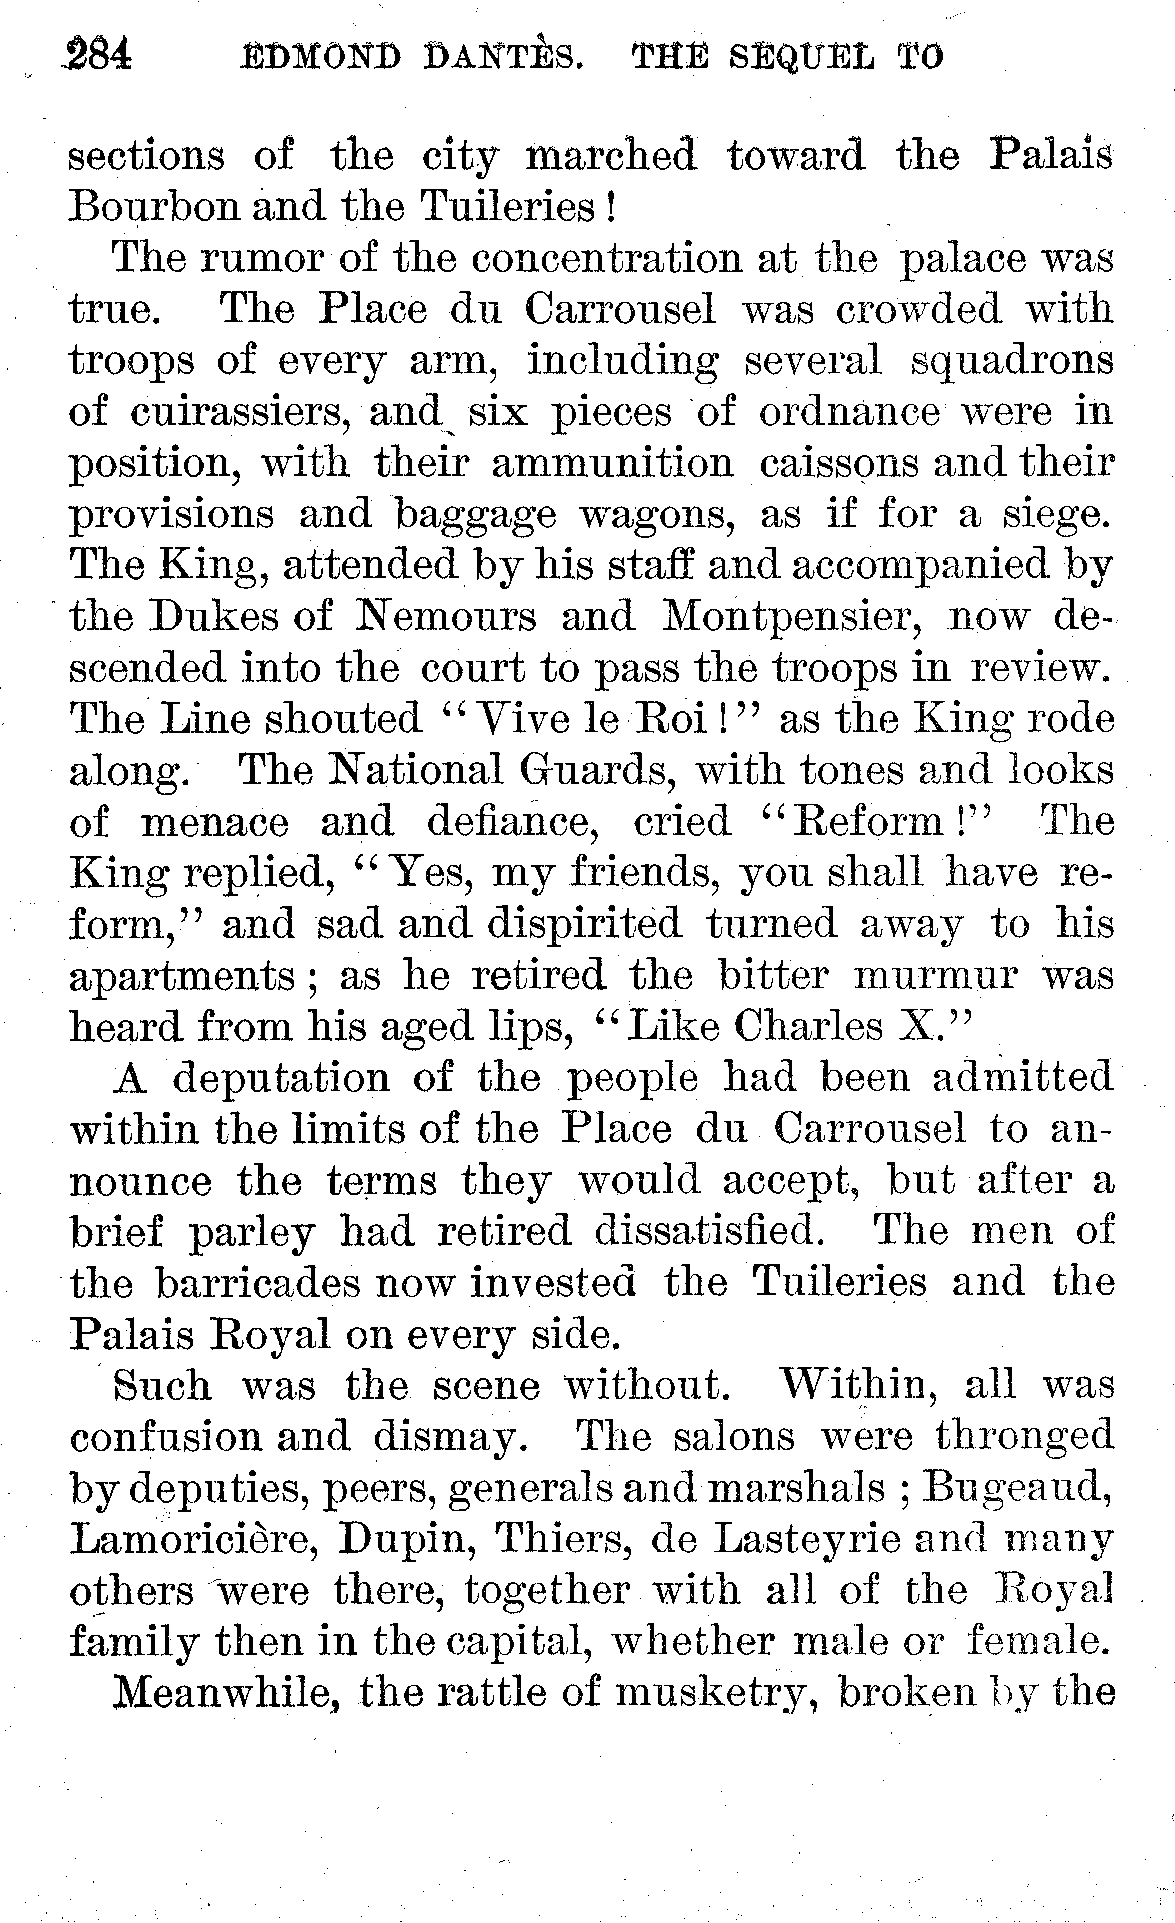 284 EDMOND DANTÈS. THE SEQUEL TO
sections of the city marched toward the Palais
Bourbon and the Tuileries !
The rumor of the concentration at the palace was
true. The Place du Carrousel was crowded with
troops of every arm, including several squadrons
of cuirassiers, and six pieces of ordnance were in
position, with their ammunition caissons and their
provisions and baggage wagons, as if for a siege.
The King, attended by his staff and accompanied by
the Dukes of Nemours and Montpensier, now de-
scended into the court to pass the troops in review.
The Line shouted “Vive le Roi !” as the King rode
along. The National Guards, with tones and looks
of menace and defiance, cried “Reform !” The
King replied, “Yes, my friends, you shall have re-
form,” and sad and dispirited turned away to his
apartments ; as he retired the bitter murmur was
heard from his aged lips, “Like Charles X.”
A deputation of the people had been admitted
within the limits of the Place du Carrousel to an-
nounce the terms they would accept, but after a
brief parley had retired dissatisfied. The men of
the barricades now invested the Tuileries and the
Palais Royal on every side.
Such was the scene without. Within, all was
confusion and dismay. The salons were thronged
by deputies, peers, generals and marshals ; Bugeaud,
Lamoricière, Dupin, Thiers, de Lasteyrie and many
others were there, together with all of the Royal
family then in the capital, whether male or female.
Meanwhile, the rattle of musketry, broken by the